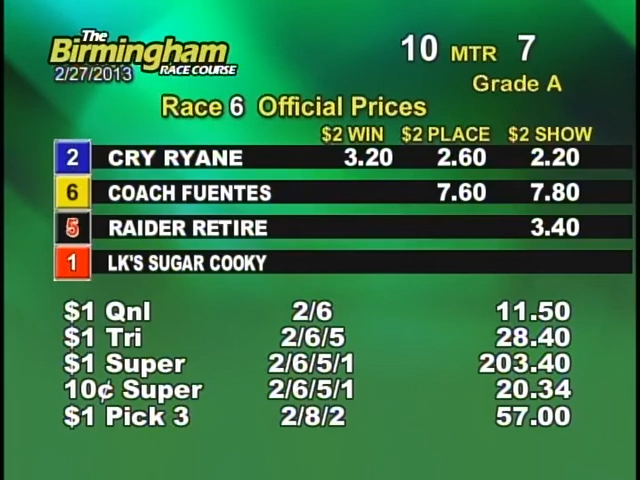 The
Birmingham
RACE COURSE
2/27/2013
10 MTR 7
Grade A
Race 6 Official Prices
$2 WIN $2 PLACE $2 SHOW
2 CRY RYANE 3.20 2.60 2.20
6 COACH FUENTES 7.60 7.80
5 RAIDER RETIRE 3.40
1 LK'S SUGAR COOKY
$1 Qnl 2/6 11.50
$1 Tri 2/6/5 28.40
$1 Super 2/6/5/1 203.40
10¢ Super 2/6/5/1 20.34
$1 Pick 3 2/8/2 57.00